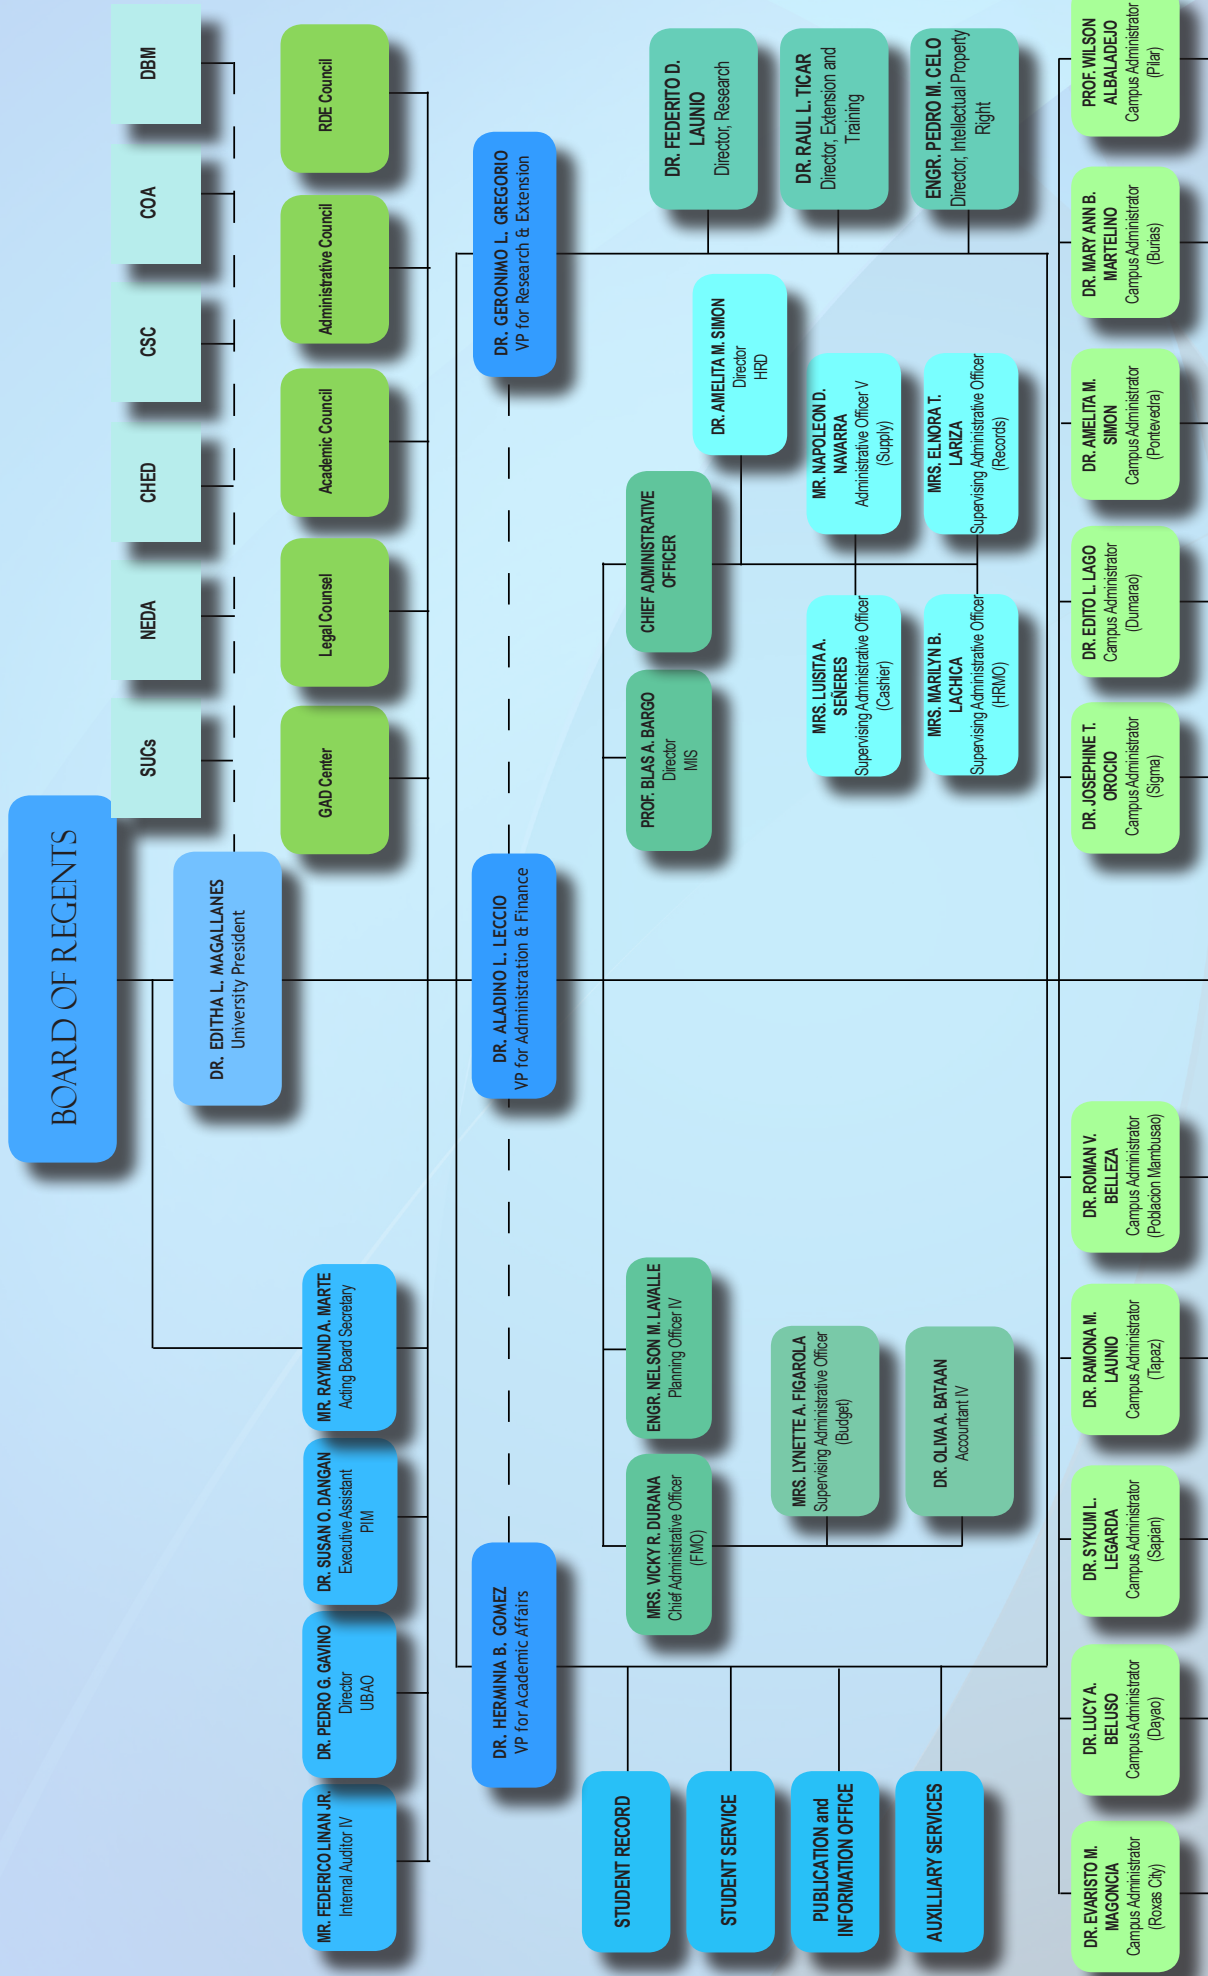 BOARD OF REGENTS
SUCs
NEDA
CHED
CSC
COA
DBM
DR. EDITHA L. MAGALLANES
University President
MR. FEDERICO LINAN JR.
Internal Auditor IV
DR. PEDRO G. GAVINO
Director
UBAO
DR. SUSAN O. DANGAN
Executive Assistant
PIM
MR. RAYMUND A. MARTE
Acting Board Secretary
GAD Center
Legal Counsel
Academic Council
Administrative Council
RDE Council
DR. HERMINIA B. GOMEZ
VP for Academic Affairs
DR. ALADINO L. LECCIO
VP for Administration & Finance
DR. GERONIMO L. GREGORIO
VP for Research & Extension
STUDENT RECORD
STUDENT SERVICE
PUBLICATION and
INFORMATION OFFICE
AUXILLIARY SERVICES
MRS. VICKY R. DURANA
Chief Administrative Officer
(FMO)
ENGR. NELSON M. LAVALLE
Planning Officer IV
PROF. BLAS A. BARGO
Director
MIS
CHIEF ADMINISTRATIVE
OFFICER
MRS. LYNETTE A. FIGAROLA
Supervising Administrative Officer
(Budget)
DR. OLIVA A. BATAAN
Accountant IV
DR. AMELITA M. SIMON
Director
HRD
MRS. LUISITA A.
SEÑERES
Supervising Administrative Officer
(Cashier)
MR. NAPOLEON D.
NAVARRA
Administrative Officer V
(Supply)
MRS. MARILYN B.
LACHICA
Supervising Administrative Officer
(HRMO)
MRS. ELNORA T.
LARIZA
Supervising Administrative Officer
(Records)
DR. FEDERITO D.
LAUNIO
Director, Research
DR. RAUL L. TICAR
Director, Extension and
Training
ENGR. PEDRO M. CELO
Director, Intellectual Property
Right
DR. EVARISTO M.
MAGONCIA
Campus Administrator
(Roxas City)
DR. LUCY A.
BELUSO
Campus Administrator
(Dayao)
DR. SYKUM L.
LEGARDA
Campus Administrator
(Sapian)
DR. RAMONA M.
LAUNIO
Campus Administrator
(Tapaz)
DR. ROMAN V.
BELLEZA
Campus Administrator
(Poblacion Mambusao)
DR. JOSEPHINE T.
OROCIO
Campus Administrator
(Sigma)
DR. EDITO L. LAGO
Campus Administrator
(Dumarao)
DR. AMELITA M.
SIMON
Campus Administrator
(Pontevedra)
DR. MARY ANN B.
MARTELINO
Campus Administrator
(Burias)
PROF. WILSON
ALBALADEJO
Campus Administrator
(Pilar)